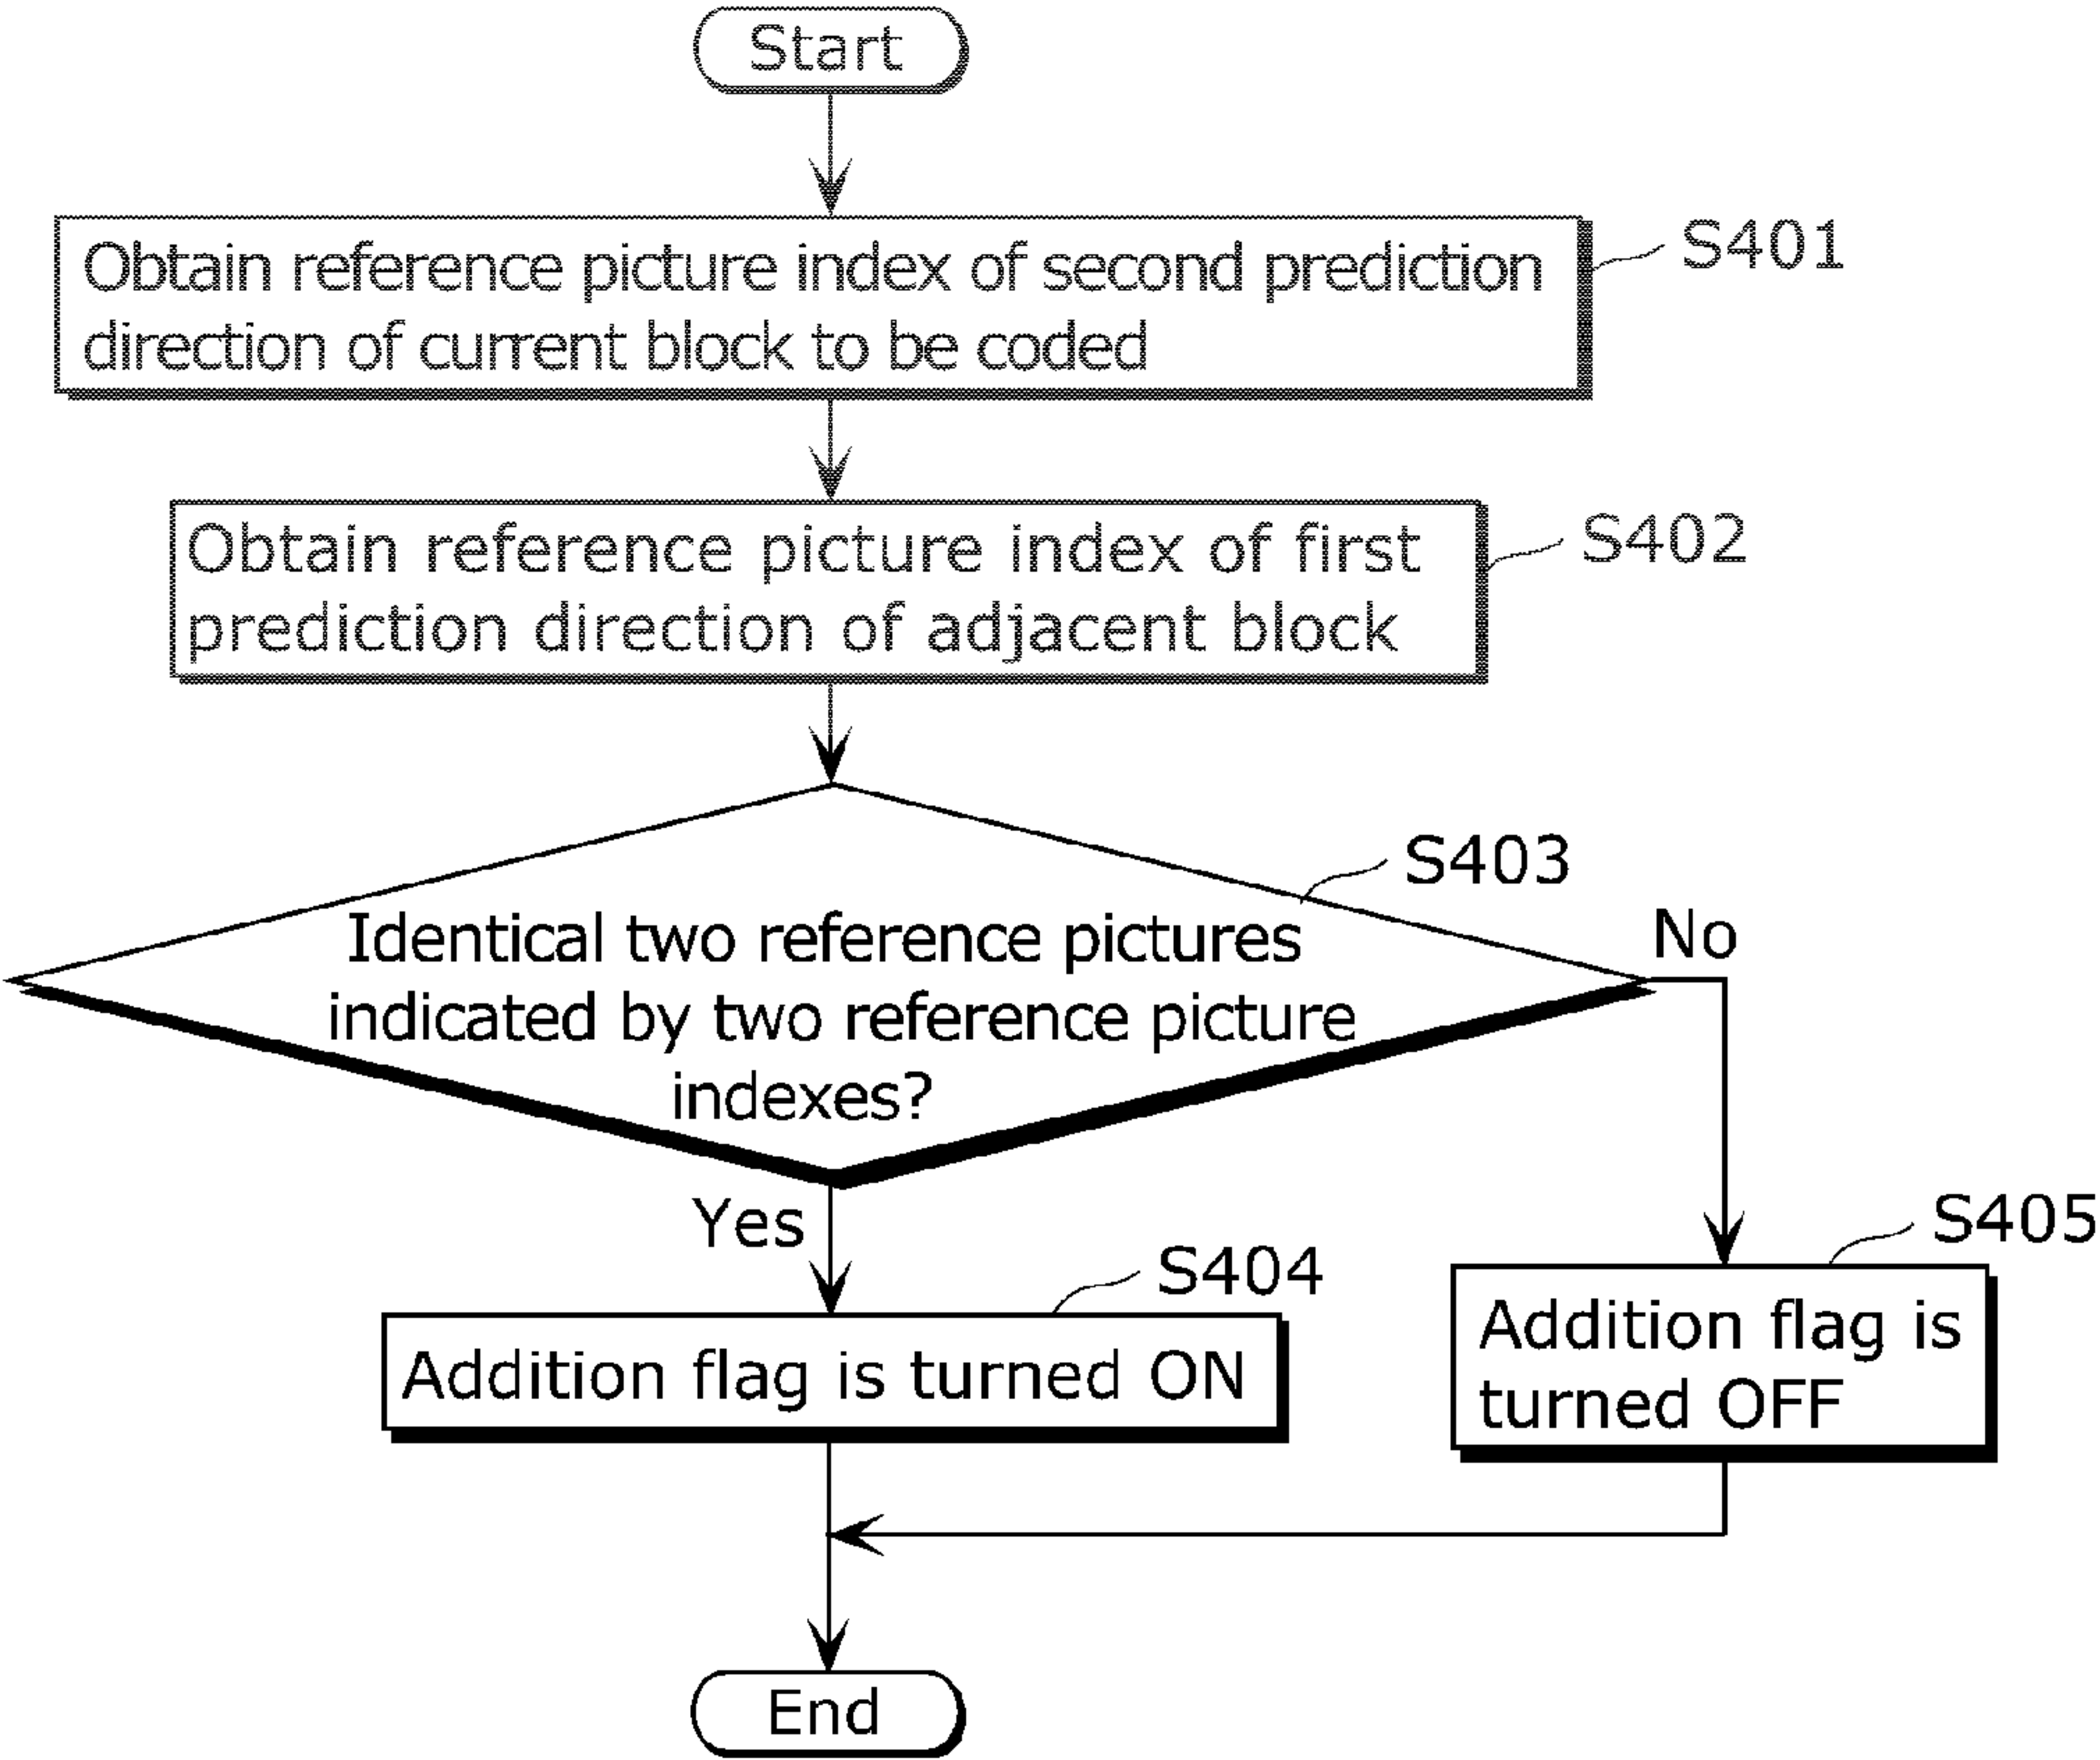 Start
S401
Obtain reference picture index of second prediction
direction of current block to be coded
S402
Obtain reference picture index of first
prediction direction of adjacent block
S403
Identical two reference pictures
indicated by two reference picture
indexes?
No
Yes
S404
Addition flag is turned ON
S405
Addition flag is
turned OFF
End